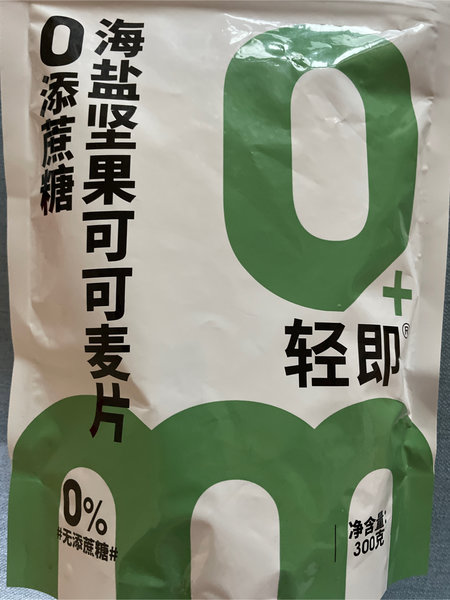 海盐坚果可可麦片
0添蔗糖
0+
轻即®
0%
#无添蔗糖#
净含量:
300克